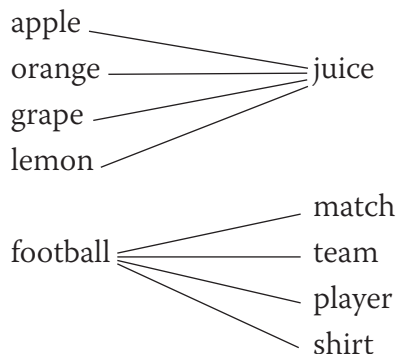 apple
orange
grape
lemon
juice
football
match
team
player
shirt